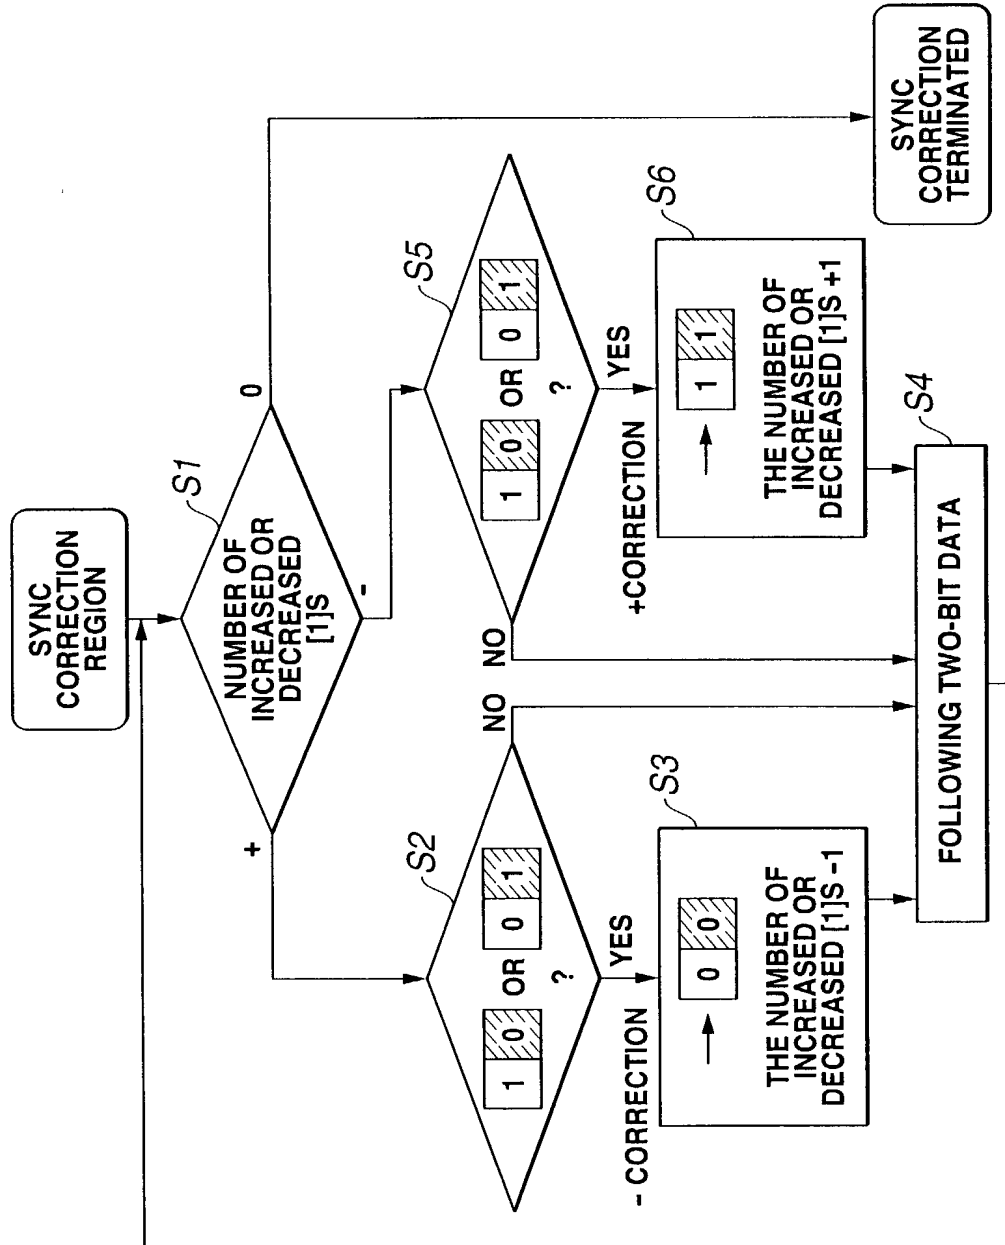 SYNC
CORRECTION
REGION
S1
NUMBER OF
INCREASED OR
DECREASED
[1]S
+
-
0
S2
1 0 OR 0 1
?
NO
YES
- CORRECTION
S3
→ 0 0
THE NUMBER OF
INCREASED OR
DECREASED [1]S -1
S5
1 0 OR 0 1
?
NO
YES
+CORRECTION
S6
→ 1 1
THE NUMBER OF
INCREASED OR
DECREASED [1]S +1
S4
FOLLOWING TWO-BIT DATA
SYNC
CORRECTION
TERMINATED